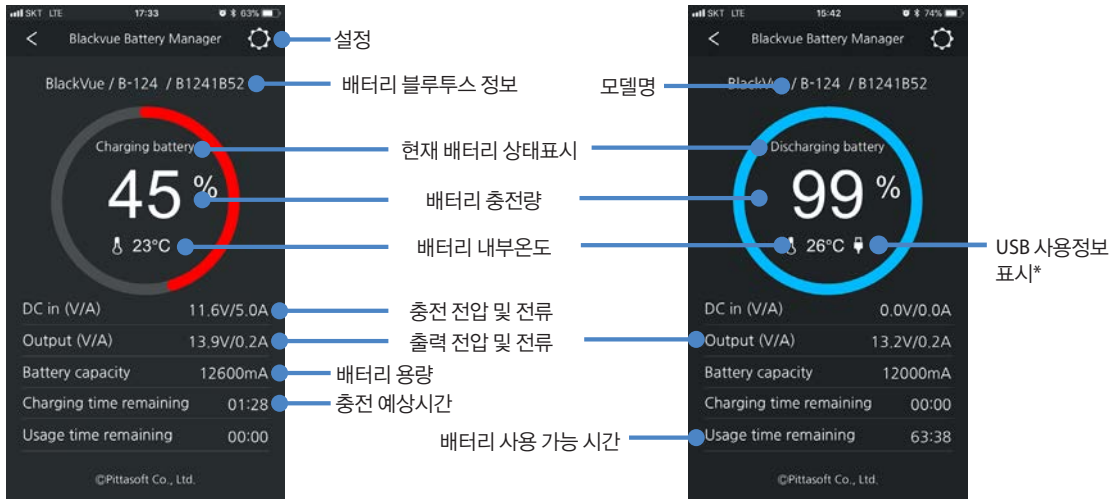 SKT LTE 17:33 63%
Blackvue Battery Manager
BlackVue / B-124 / B1241B52
Charging battery
45 %
23°C
DC in (V/A) 11.6V/5.0A
Output (V/A) 13.9V/0.2A
Battery capacity 12600mA
Charging time remaining 01:28
Usage time remaining 00:00
©Pittasoft Co., Ltd.
설정
배터리 블루투스 정보
현재 배터리 상태표시
배터리 충전량
배터리 내부온도
충전 전압 및 전류
출력 전압 및 전류
배터리 용량
충전 예상시간
모델명
배터리 사용 가능 시간
SKT LTE 15:42 74%
Blackvue Battery Manager
BlackVue / B-124 / B1241B52
Discharging battery
99 %
26°C
DC in (V/A) 0.0V/0.0A
Output (V/A) 13.2V/0.2A
Battery capacity 12000mA
Charging time remaining 00:00
Usage time remaining 63:38
©Pittasoft Co., Ltd.
USB 사용정보
표시*